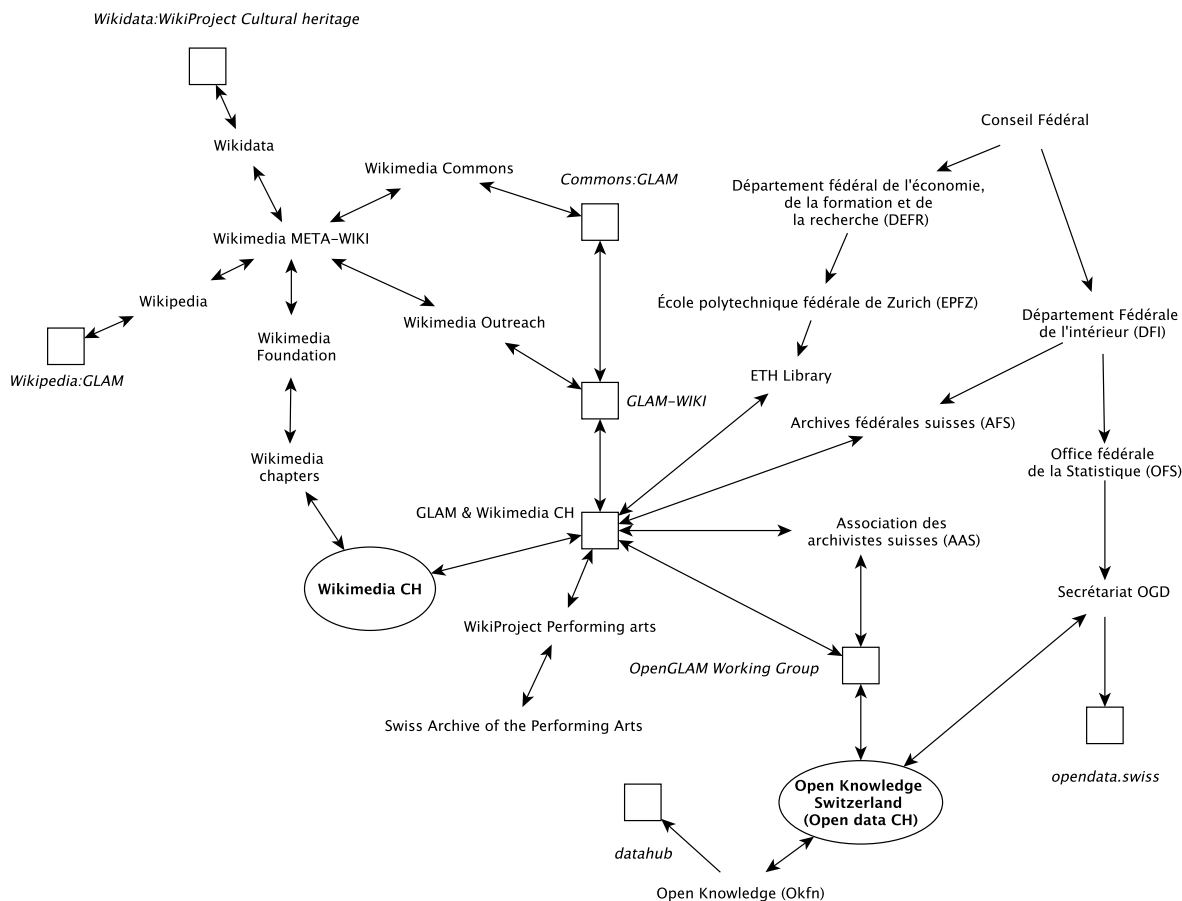 Wikidata:WikiProject Cultural heritage
Conseil Fédéral
Wikidata
Wikimedia Commons
Commons:GLAM
Département fédéral de l'économie,
de la formation et de
la recherche (DEFR)
Wikimedia META-WIKI
Wikipedia
École polytechnique fédérale de Zurich (EPFZ)
Wikimedia Outreach
Département Fédérale
de l'intérieur (DFI)
Wikimedia
Foundation
Wikipedia:GLAM
ETH Library
GLAM-WIKI
Archives fédérales suisses (AFS)
Wikimedia
chapters
Office fédérale
de la Statistique (OFS)
GLAM & Wikimedia CH
Association des
archivistes suisses (AAS)
Wikimedia CH
Secrétariat OGD
WikiProject Performing arts
OpenGLAM Working Group
Swiss Archive of the Performing Arts
opendata.swiss
Open Knowledge
Switzerland
(Open data CH)
datahub
Open Knowledge (Okfn)